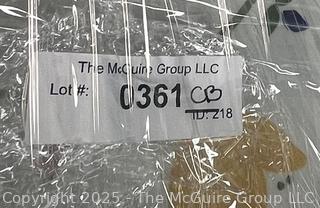 The McGuire Group LLC
Lot #: 0361 CB
ID: 218
Copyright 2025 - The McGuire Group LLC